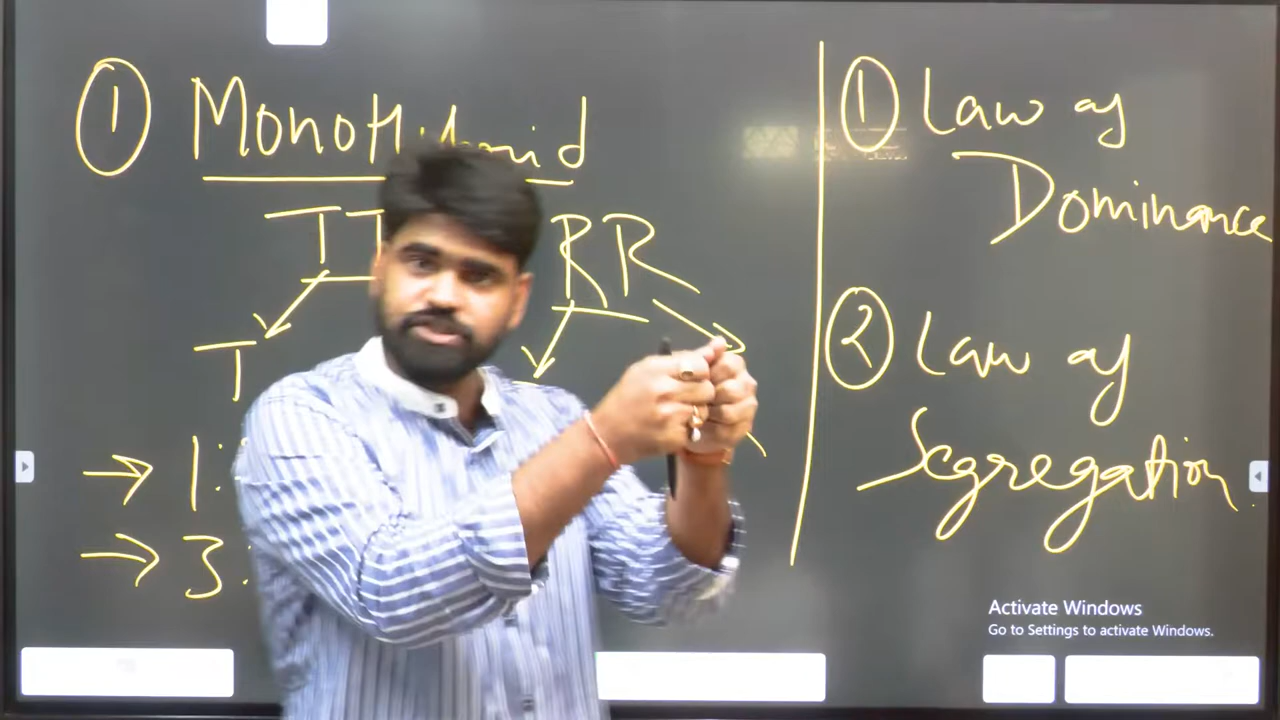 ① MonoHybrid
TT RR
T
→ 1:
→ 3:
① Law of
Dominance
② Law of
Segregation
Activate Windows
Go to Settings to activate Windows.